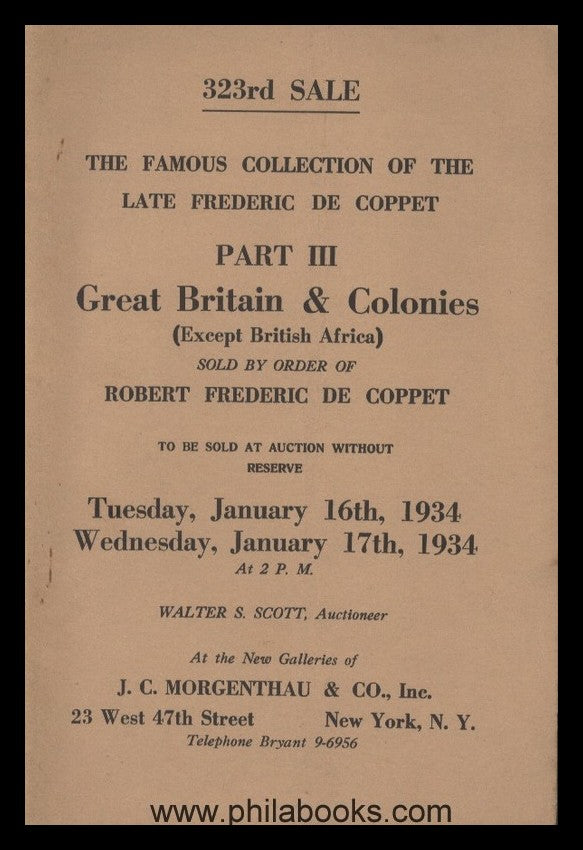 323rd SALE
THE FAMOUS COLLECTION OF THE
LATE FREDERIC DE COPPET
PART III
Great Britain & Colonies
(Except British Africa)
SOLD BY ORDER OF
ROBERT FREDERIC DE COPPET
TO BE SOLD AT AUCTION WITHOUT
RESERVE
Tuesday, January 16th, 1934
Wednesday, January 17th, 1934
At 2 P. M.
WALTER S. SCOTT, Auctioneer
At the New Galleries of
J. C. MORGENTHAU & CO., Inc.
23 West 47th Street New York, N. Y.
Telephone Bryant 9-6956
www.philabooks.com